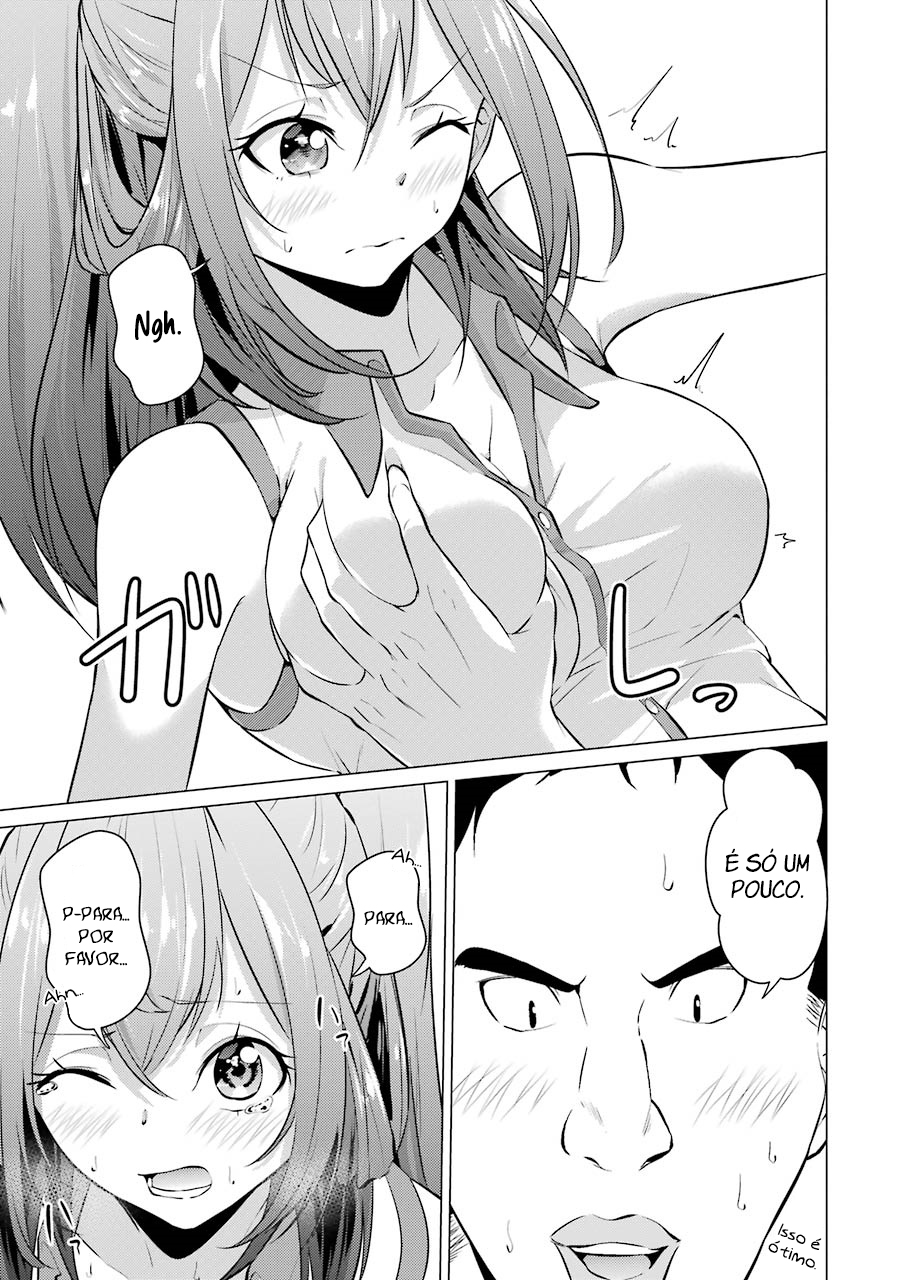 Ngh.
ガ
しっ
É SÓ UM
POUCO.
Isso é
ótimo.
Ah...
PARA...
P-PARA...
POR
FAVOR...
Ahn...